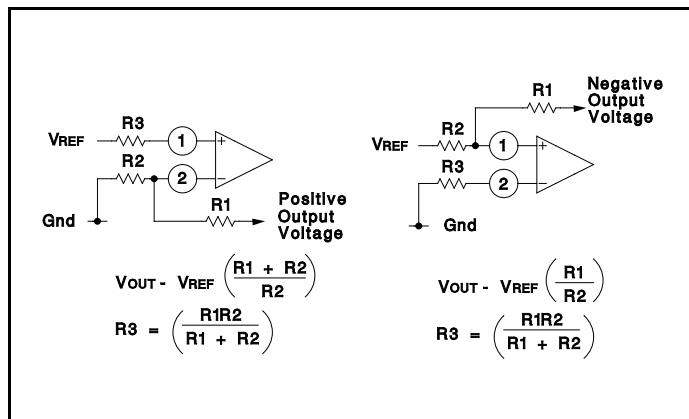 R3
VREF
1
+
R2
2
−
Gnd
R1
Positive
Output
Voltage
VOUT - VREF (R1 + R2 / R2)
R3 = (R1R2 / R1 + R2)
R1
Negative
Output
Voltage
R2
VREF
1
+
R3
2
−
Gnd
VOUT - VREF (R1 / R2)
R3 = (R1R2 / R1 + R2)